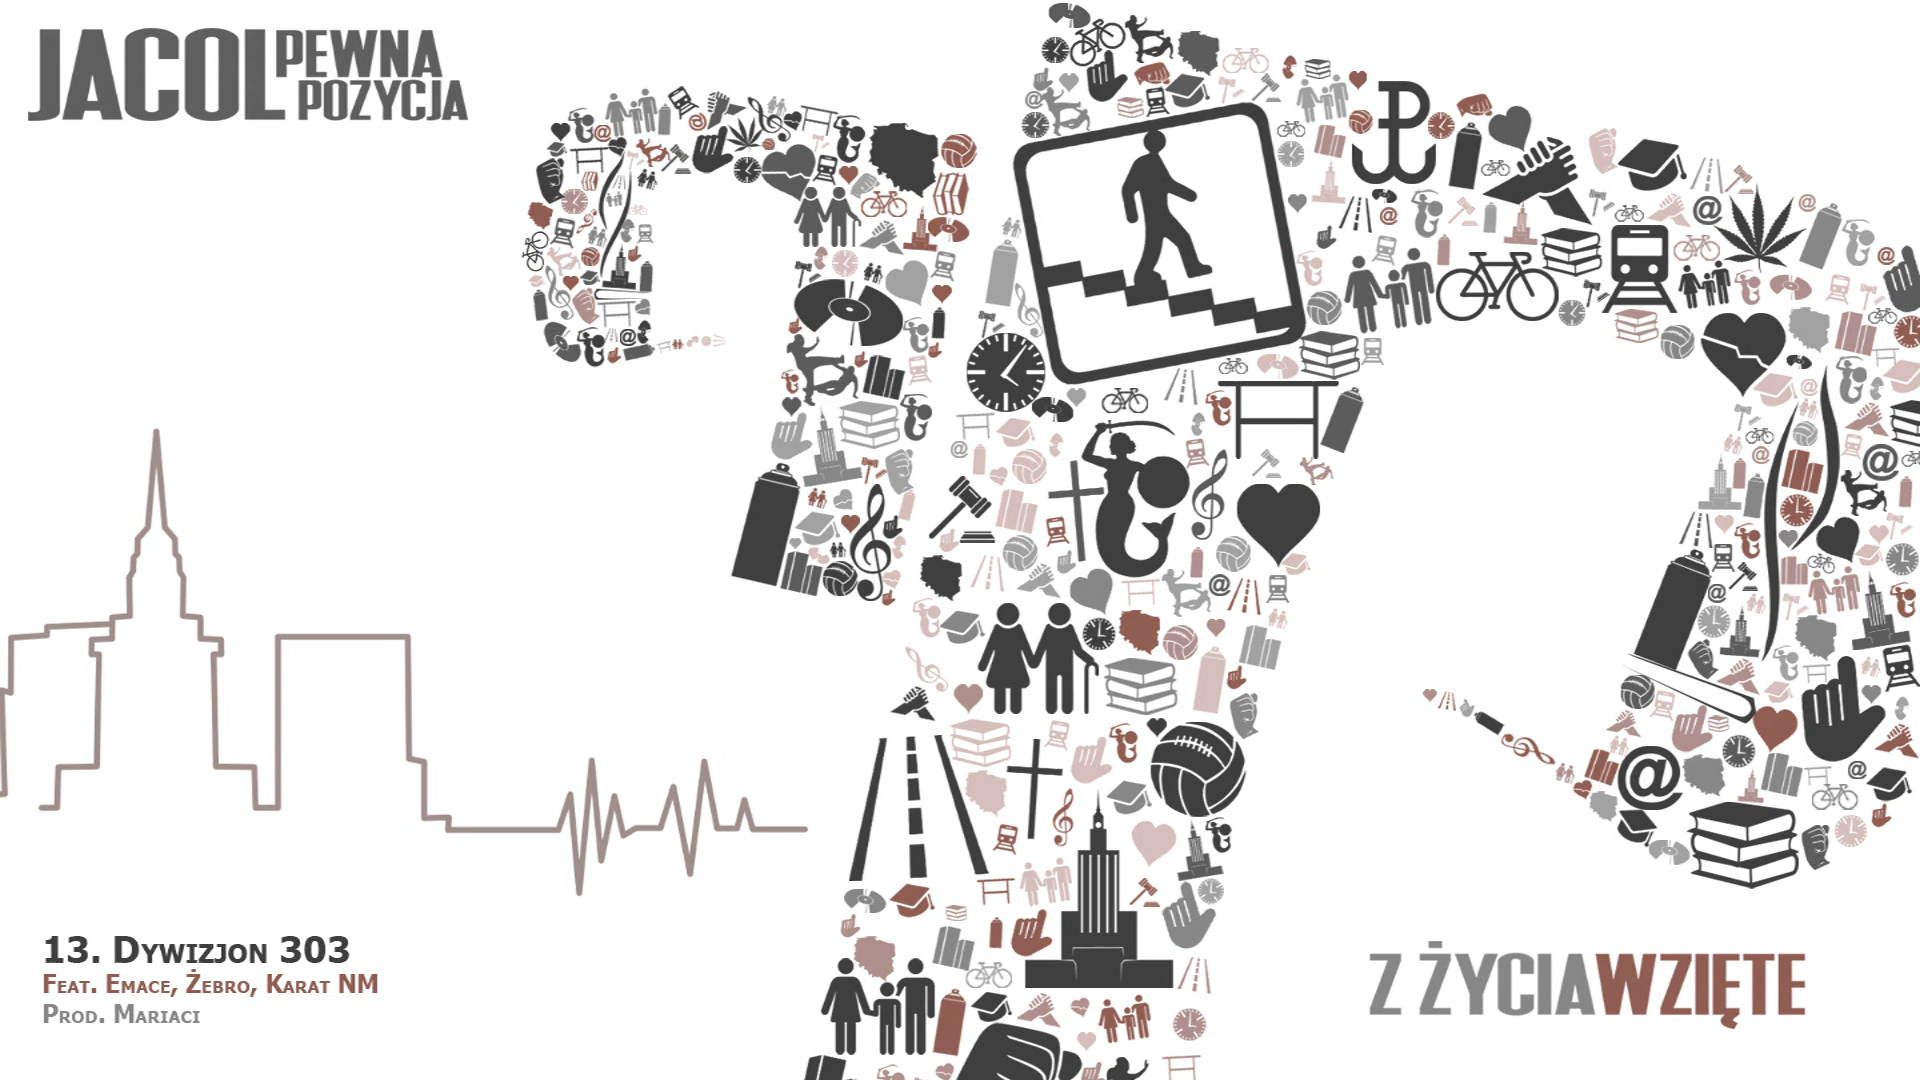 JACOL PEWNA
POZYCJA
13. Dywizjon 303
Feat. Emace, Żebro, Karat NM
Prod. Mariaci
Z ŻYCIA WZIĘTE